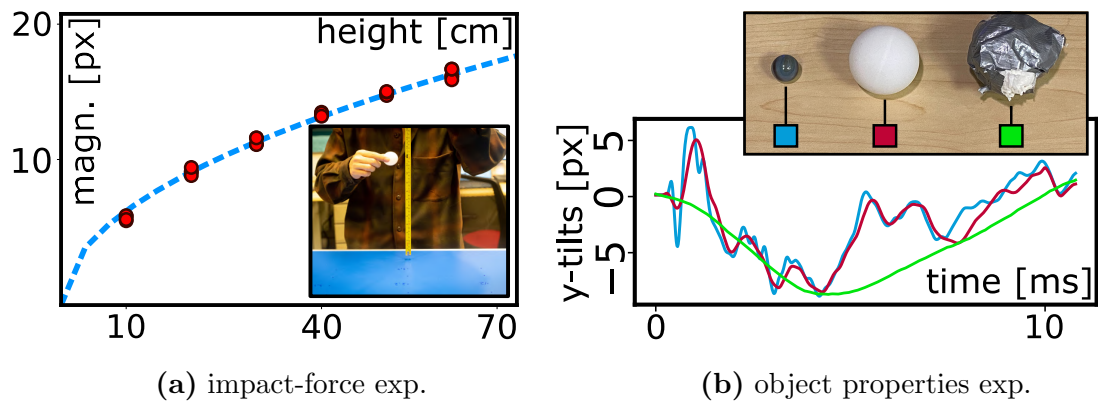 20
10
magn. [px]
height [cm]
10
40
70
(a) impact-force exp.
5
0
−5
y-tilts [px]
time [ms]
0
10
(b) object properties exp.